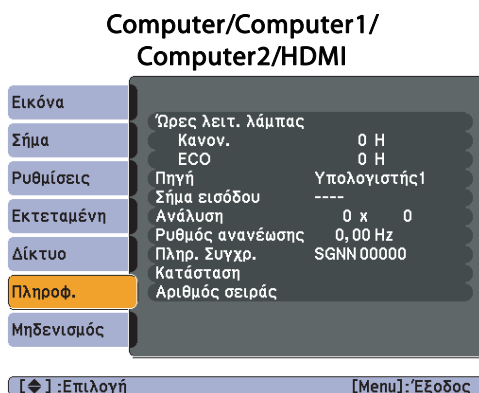 Computer/Computer1/
Computer2/HDMI
Εικόνα
Σήμα
Ρυθμίσεις
Εκτεταμένη
Δίκτυο
Πληροφ.
Μηδενισμός
Ώρες λειτ. λάμπας
Κανον. 0 H
ECO 0 H
Πηγή Υπολογιστής1
Σήμα εισόδου ----
Ανάλυση 0 x 0
Ρυθμός ανανέωσης 0,00 Hz
Πληρ. Συγχρ. SGNN 00000
Κατάσταση
Αριθμός σειράς
[◆] :Επιλογή [Menu]:Έξοδος